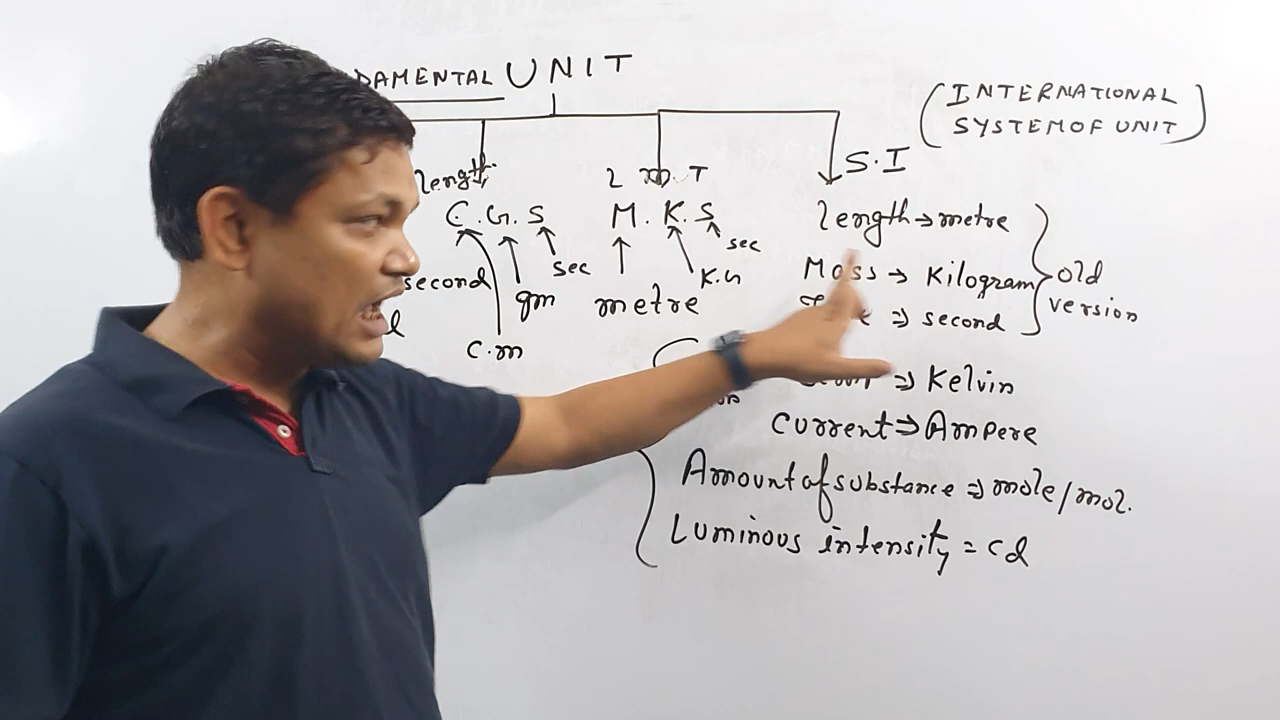 DAMENTAL UNIT
(INTERNATIONAL
SYSTEM OF UNIT)
S.I
length
C.G.S
sec
gm
c.m
second
L T
M.K.S
sec
K.G
metre
length → metre
Mass → Kilogram
⇒ second
old
version
⇒ Kelvin
Current ⇒ Ampere
Amount of substance ⇒ mole/mol.
Luminous intensity = cd